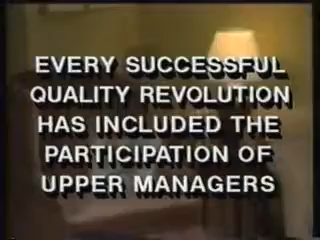 EVERY SUCCESSFUL
QUALITY REVOLUTION
HAS INCLUDED THE
PARTICIPATION OF
UPPER MANAGERS